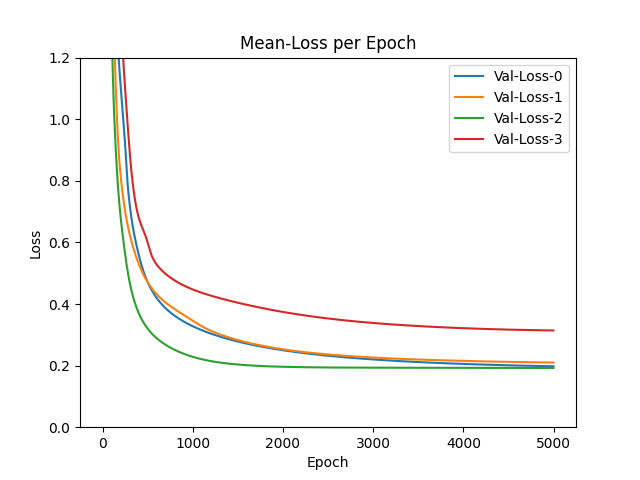 Mean-Loss per Epoch
1.2
1.0
0.8
0.6
0.4
0.2
0.0
Loss
Val-Loss-0
Val-Loss-1
Val-Loss-2
Val-Loss-3
0 1000 2000 3000 4000 5000
Epoch